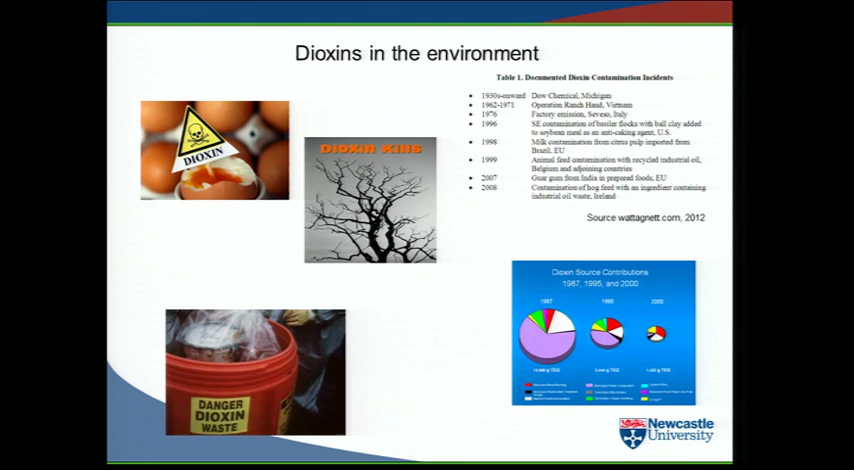 Dioxins in the environment
Table 1. Documented Dioxin Contamination Incidents
• 1930s-onward Dow Chemical, Michigan
• 1962-1971 Operation Ranch Hand, Vietnam
• 1976 Factory emission, Seveso, Italy
• 1996 SE contamination of broiler flocks with ball clay added
to soybean meal as an anti-caking agent, U.S.
• 1998 Milk contamination from citrus pulp imported from
Brazil, EU
• 1999 Animal feed contamination with recycled industrial oil,
Belgium and adjoining countries
• 2007 Guar gum from India in prepared foods, EU
• 2008 Contamination of hog feed with an ingredient containing
industrial oil waste, Ireland
Source wattagnett.com, 2012
DIOXIN
Dioxin Kills
Dioxin Source Contributions
1987, 1995, and 2000
1987 1995 2000
DANGER
DIOXIN
WASTE
Newcastle
University